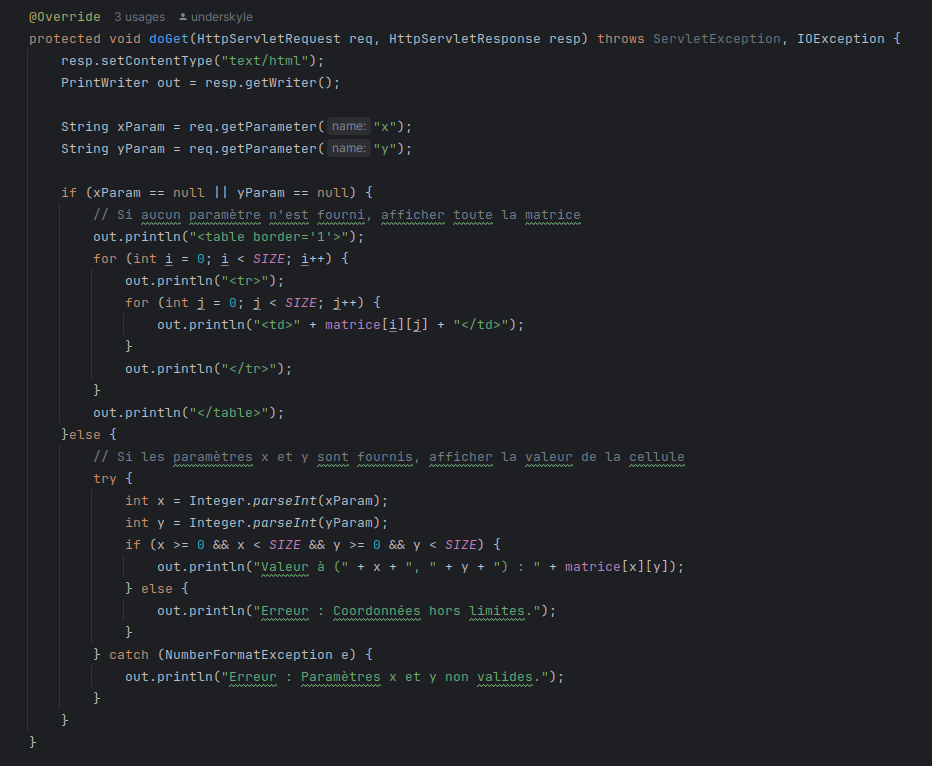 @Override 3 usages underskyle
protected void doGet(HttpServletRequest req, HttpServletResponse resp) throws ServletException, IOException {
    resp.setContentType("text/html");
    PrintWriter out = resp.getWriter();

    String xParam = req.getParameter( name: "x");
    String yParam = req.getParameter( name: "y");

    if (xParam == null || yParam == null) {
        // Si aucun paramètre n'est fourni, afficher toute la matrice
        out.println("<table border='1'>");
        for (int i = 0; i < SIZE; i++) {
            out.println("<tr>");
            for (int j = 0; j < SIZE; j++) {
                out.println("<td>" + matrice[i][j] + "</td>");
            }
            out.println("</tr>");
        }
        out.println("</table>");
    }else {
        // Si les paramètres x et y sont fournis, afficher la valeur de la cellule
        try {
            int x = Integer.parseInt(xParam);
            int y = Integer.parseInt(yParam);
            if (x >= 0 && x < SIZE && y >= 0 && y < SIZE) {
                out.println("Valeur à (" + x + ", " + y + ") : " + matrice[x][y]);
            } else {
                out.println("Erreur : Coordonnées hors limites.");
            }
        } catch (NumberFormatException e) {
            out.println("Erreur : Paramètres x et y non valides.");
        }
    }
}